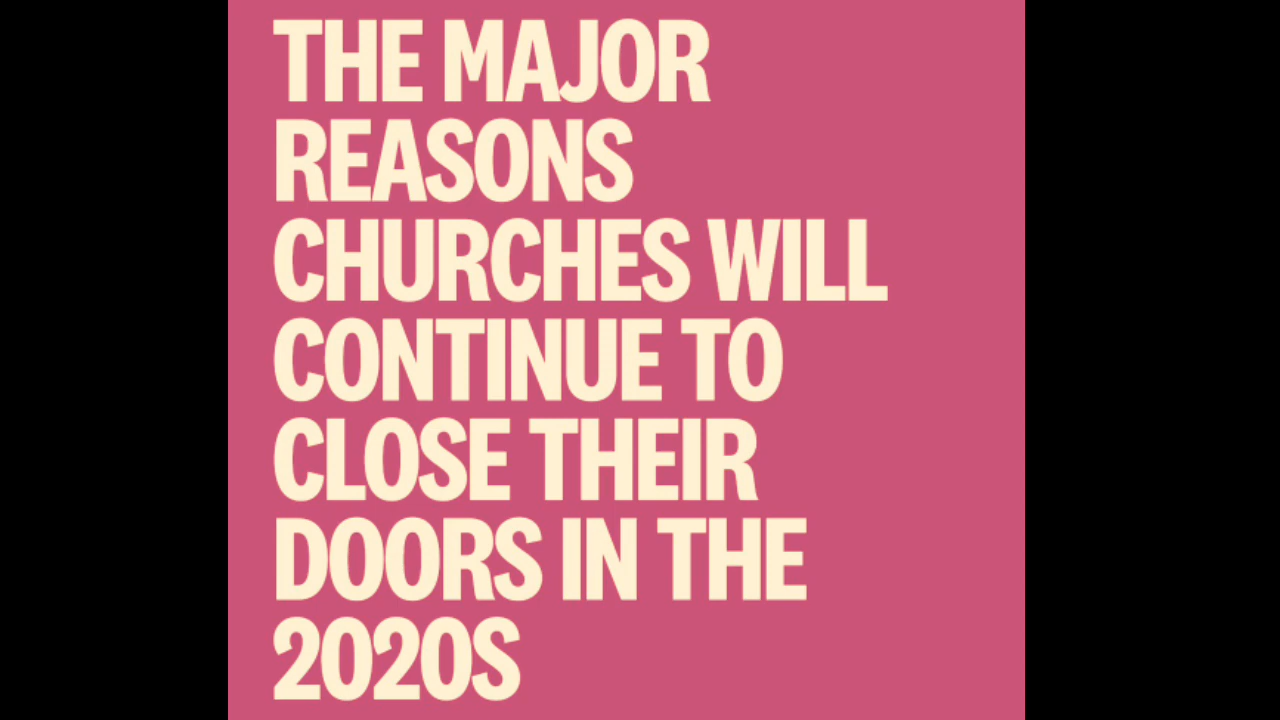 THE MAJOR
REASONS
CHURCHES WILL
CONTINUE TO
CLOSE THEIR
DOORS IN THE
2020S